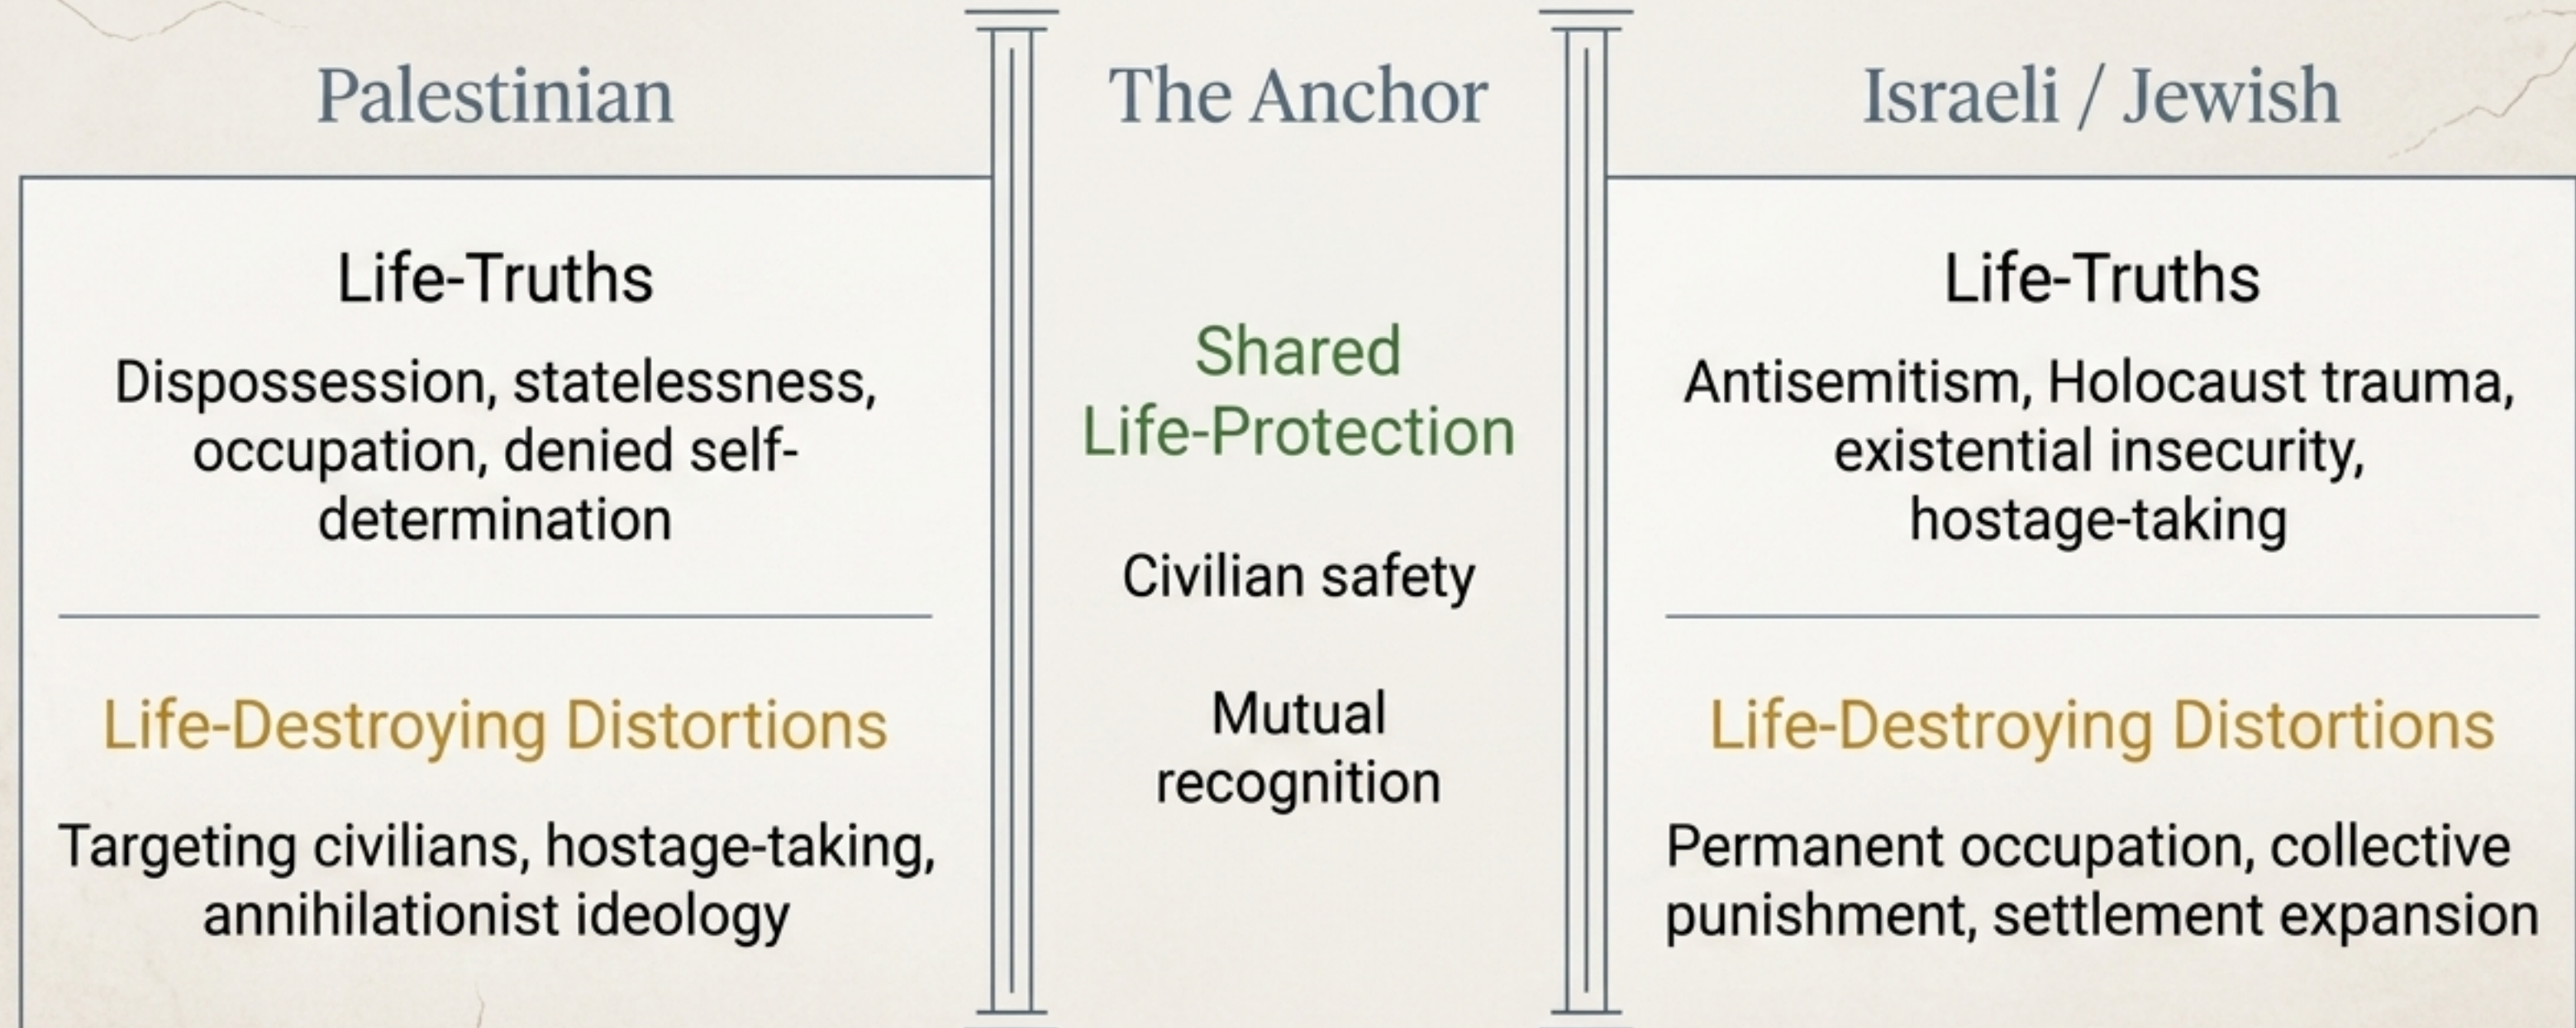 Palestinian
Life-Truths
Dispossession, statelessness,
occupation, denied self-
determination
Life-Destroying Distortions
Targeting civilians, hostage-taking,
annihilationist ideology
The Anchor
Shared
Life-Protection
Civilian safety
Mutual
recognition
Israeli / Jewish
Life-Truths
Antisemitism, Holocaust trauma,
existential insecurity,
hostage-taking
Life-Destroying Distortions
Permanent occupation, collective
punishment, settlement expansion